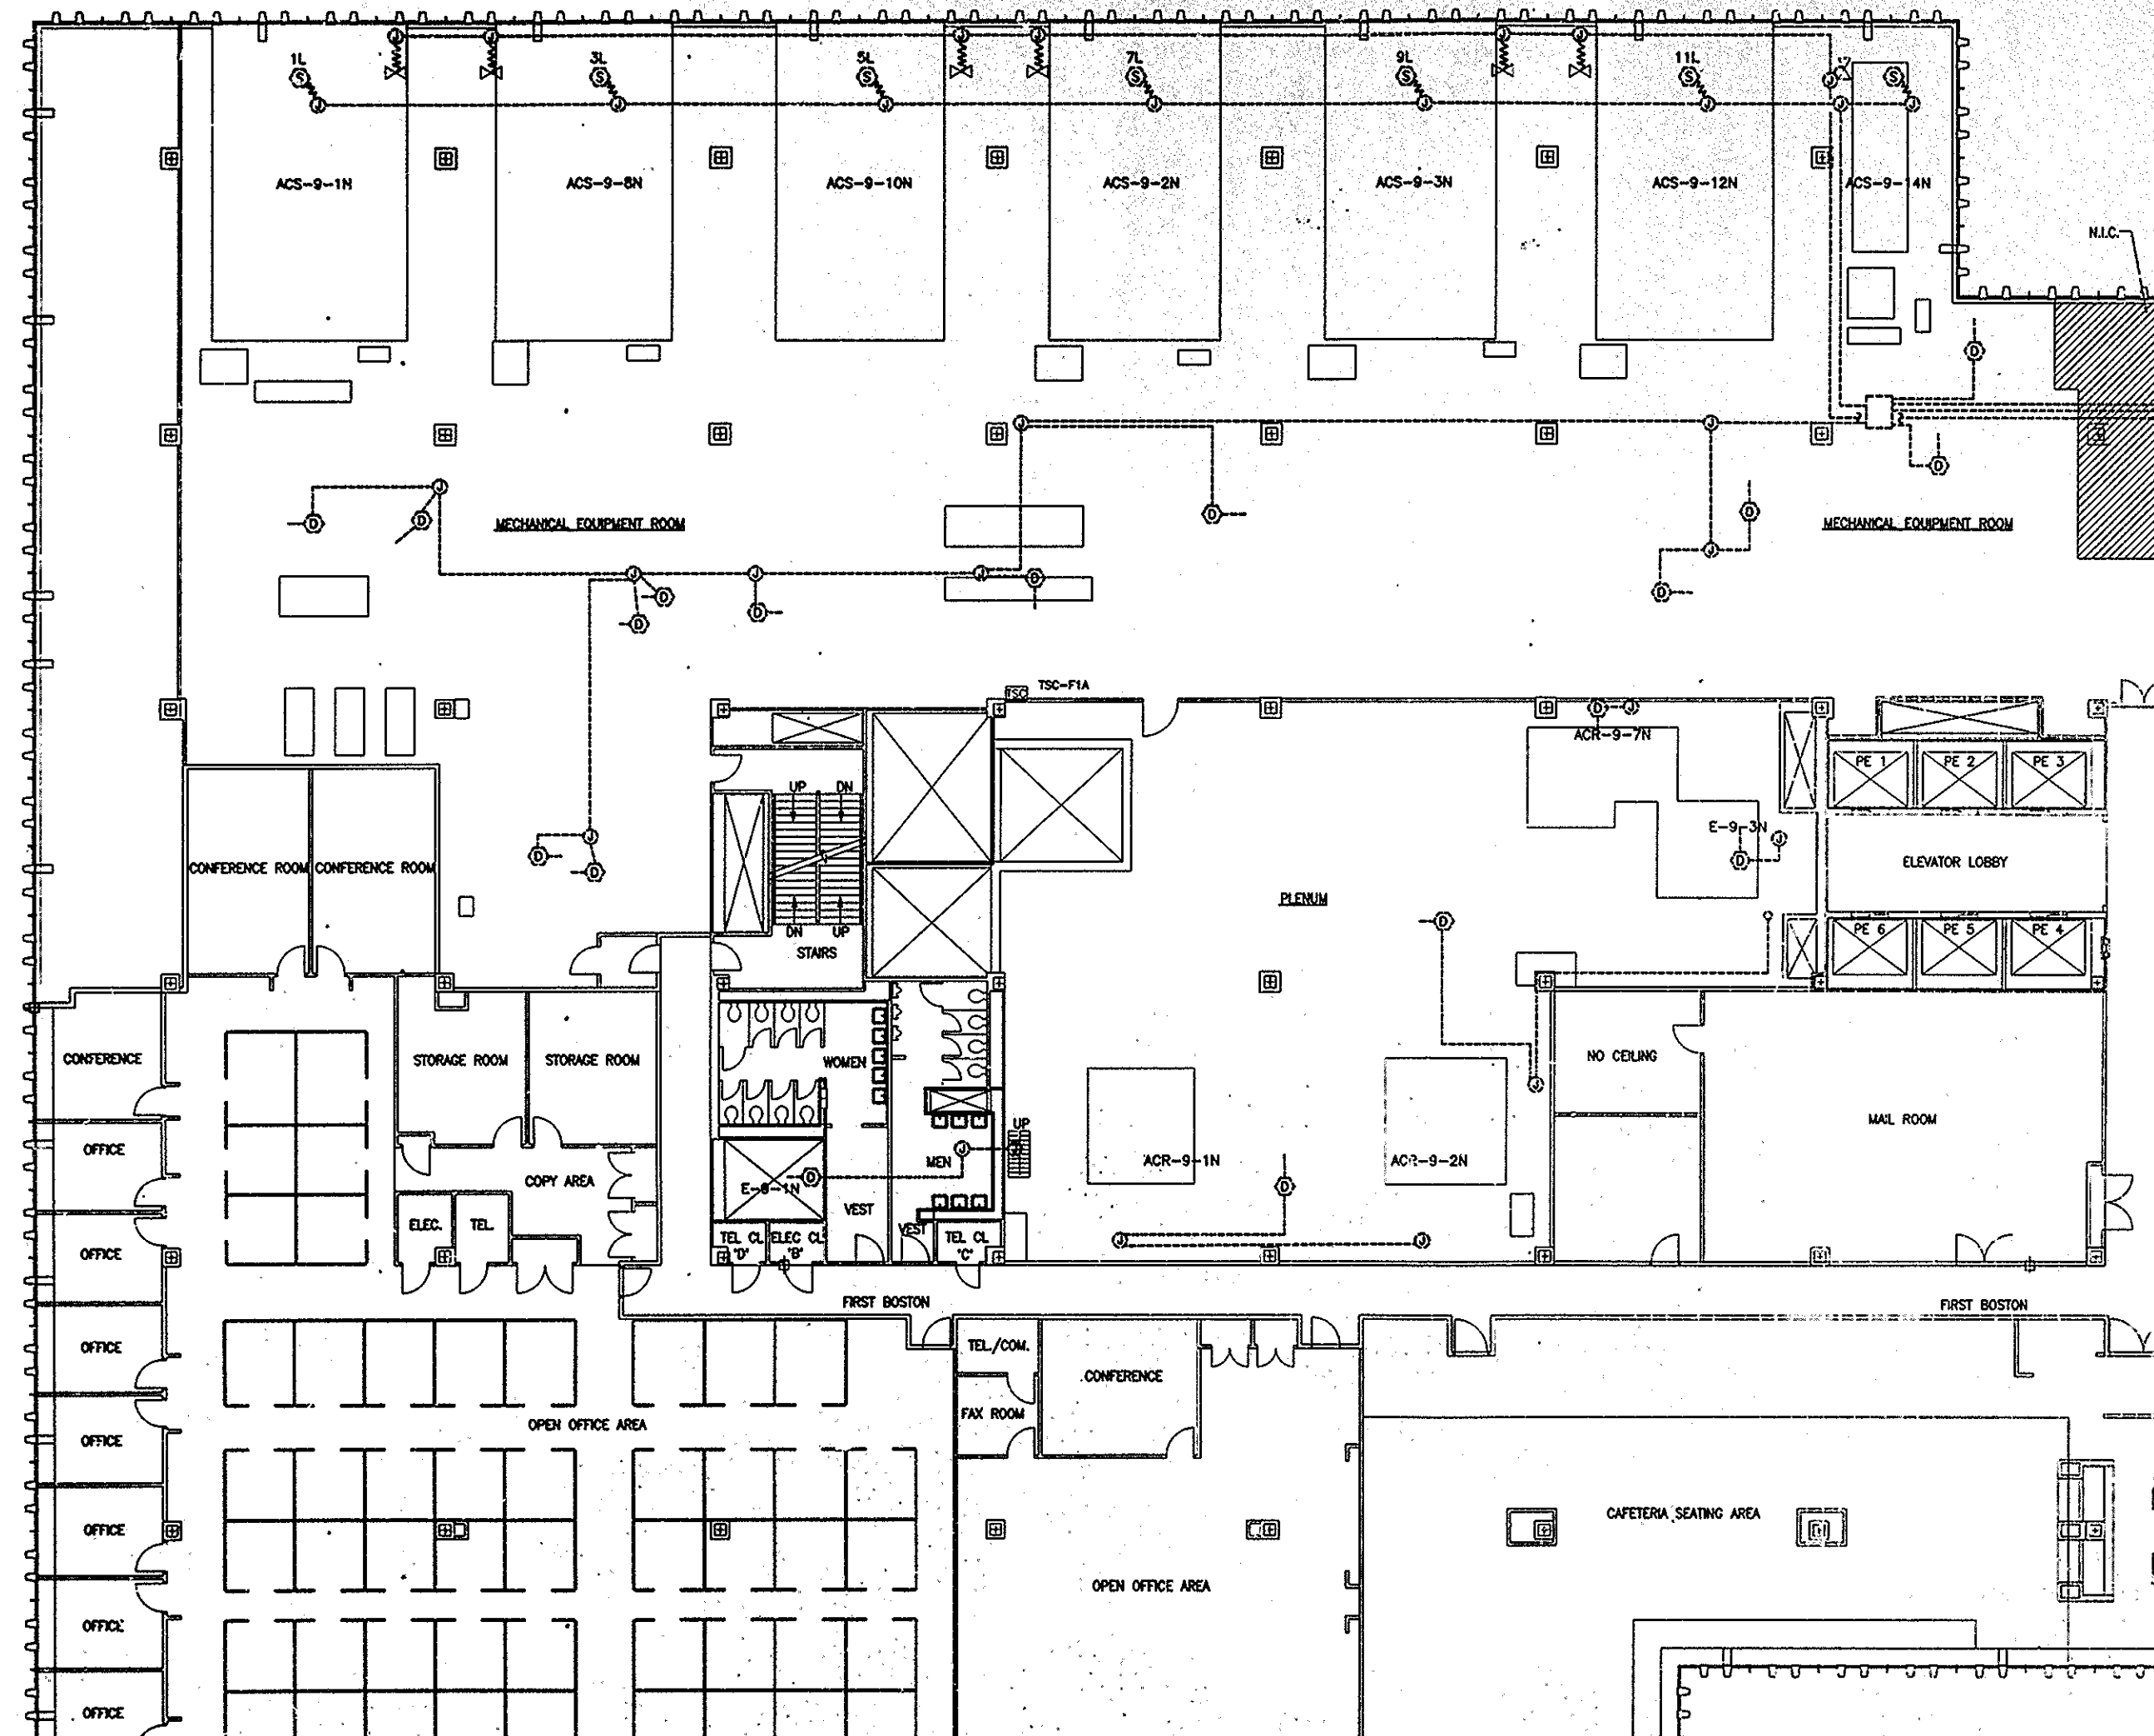 1L
3L
5L
7L
9L
11L
S
S
S
S
S
S
S
ACS-9-1N
ACS-9-8N
ACS-9-10N
ACS-9-2N
ACS-9-3N
ACS-9-12N
ACS-9-14N
N.I.C.
MECHANICAL EQUIPMENT ROOM
MECHANICAL EQUIPMENT ROOM
TSC
TSC-F1A
ACR-9-7N
PE 1
PE 2
PE 3
UP
DN
E-9-3N
CONFERENCE ROOM
CONFERENCE ROOM
ELEVATOR LOBBY
PLENUM
DN
UP
STAIRS
PE 6
PE 5
PE 4
CONFERENCE
STORAGE ROOM
STORAGE ROOM
WOMEN
NO CEILING
MAIL ROOM
UP
OFFICE
MEN
ACR-9-1N
ACR-9-2N
COPY AREA
ELEC.
TEL.
VEST
VEST
TEL CL
'D'
ELEC CL
'B'
TEL CL
'C'
OFFICE
FIRST BOSTON
FIRST BOSTON
OFFICE
TEL./COM.
CONFERENCE
FAX ROOM
OPEN OFFICE AREA
OFFICE
CAFETERIA SEATING AREA
OFFICE
OPEN OFFICE AREA
OFFICE
OFFICE